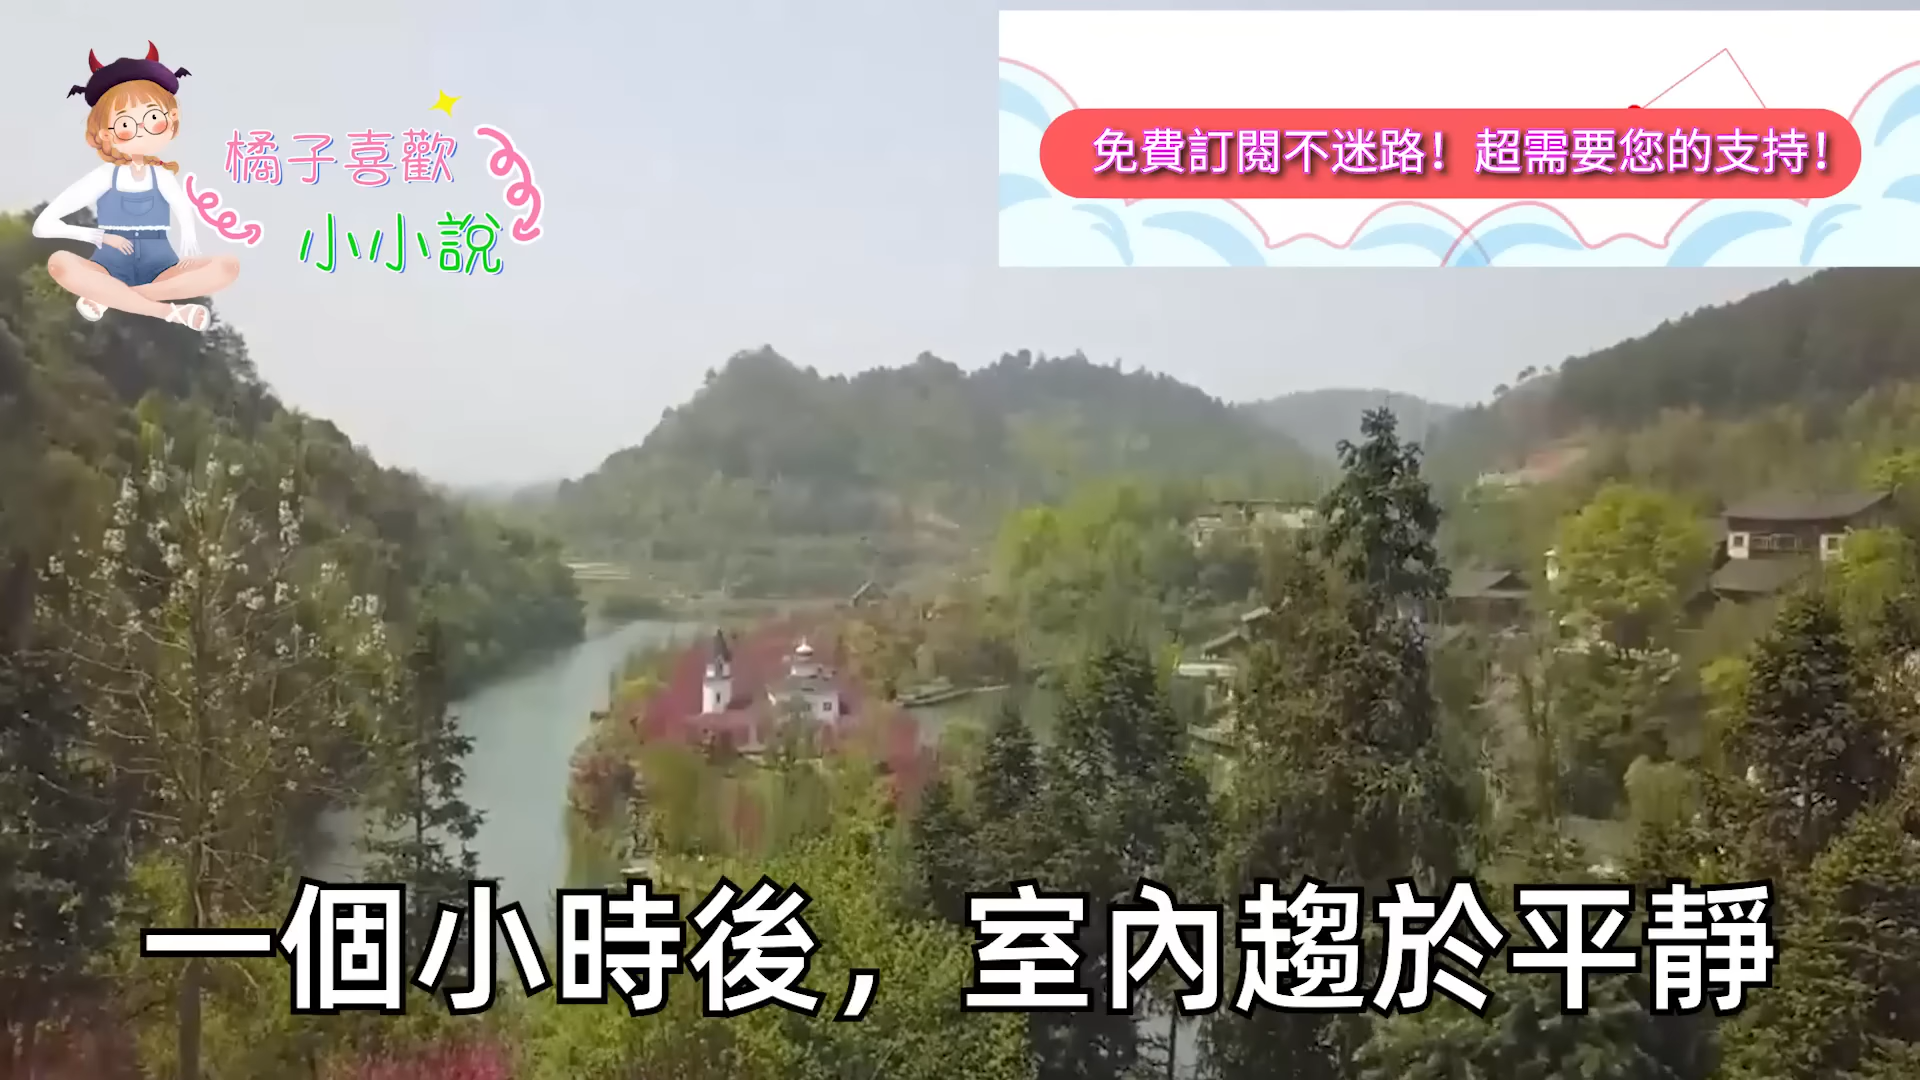 橘子喜歡
小小說
免費訂閱不迷路！超需要您的支持！
一個小時後，室內趨於平靜